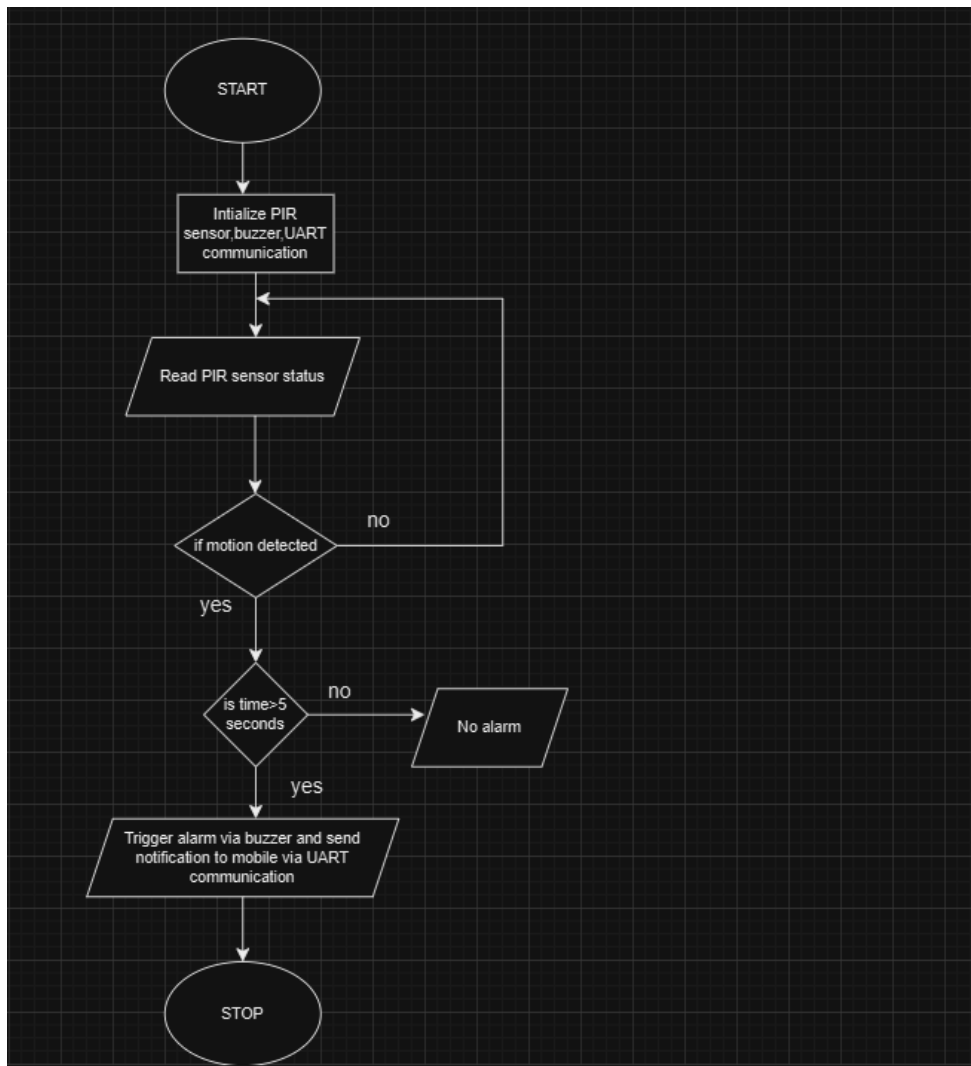 START
Intialize PIR
sensor,buzzer,UART
communication
Read PIR sensor status
if motion detected
no
yes
is time>5
seconds
no
No alarm
yes
Trigger alarm via buzzer and send
notification to mobile via UART
communication
STOP